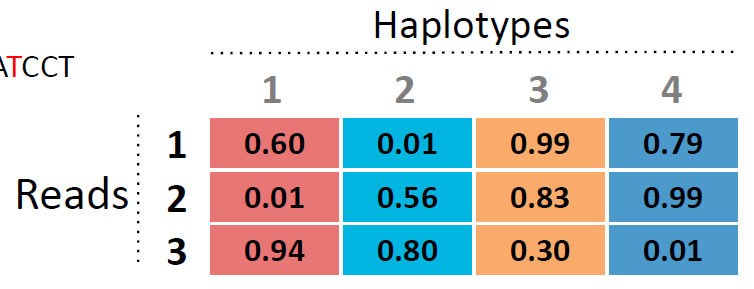 Haplotypes
ATCCT
1 2 3 4
1 0.60 0.01 0.99 0.79
Reads 2 0.01 0.56 0.83 0.99
3 0.94 0.80 0.30 0.01